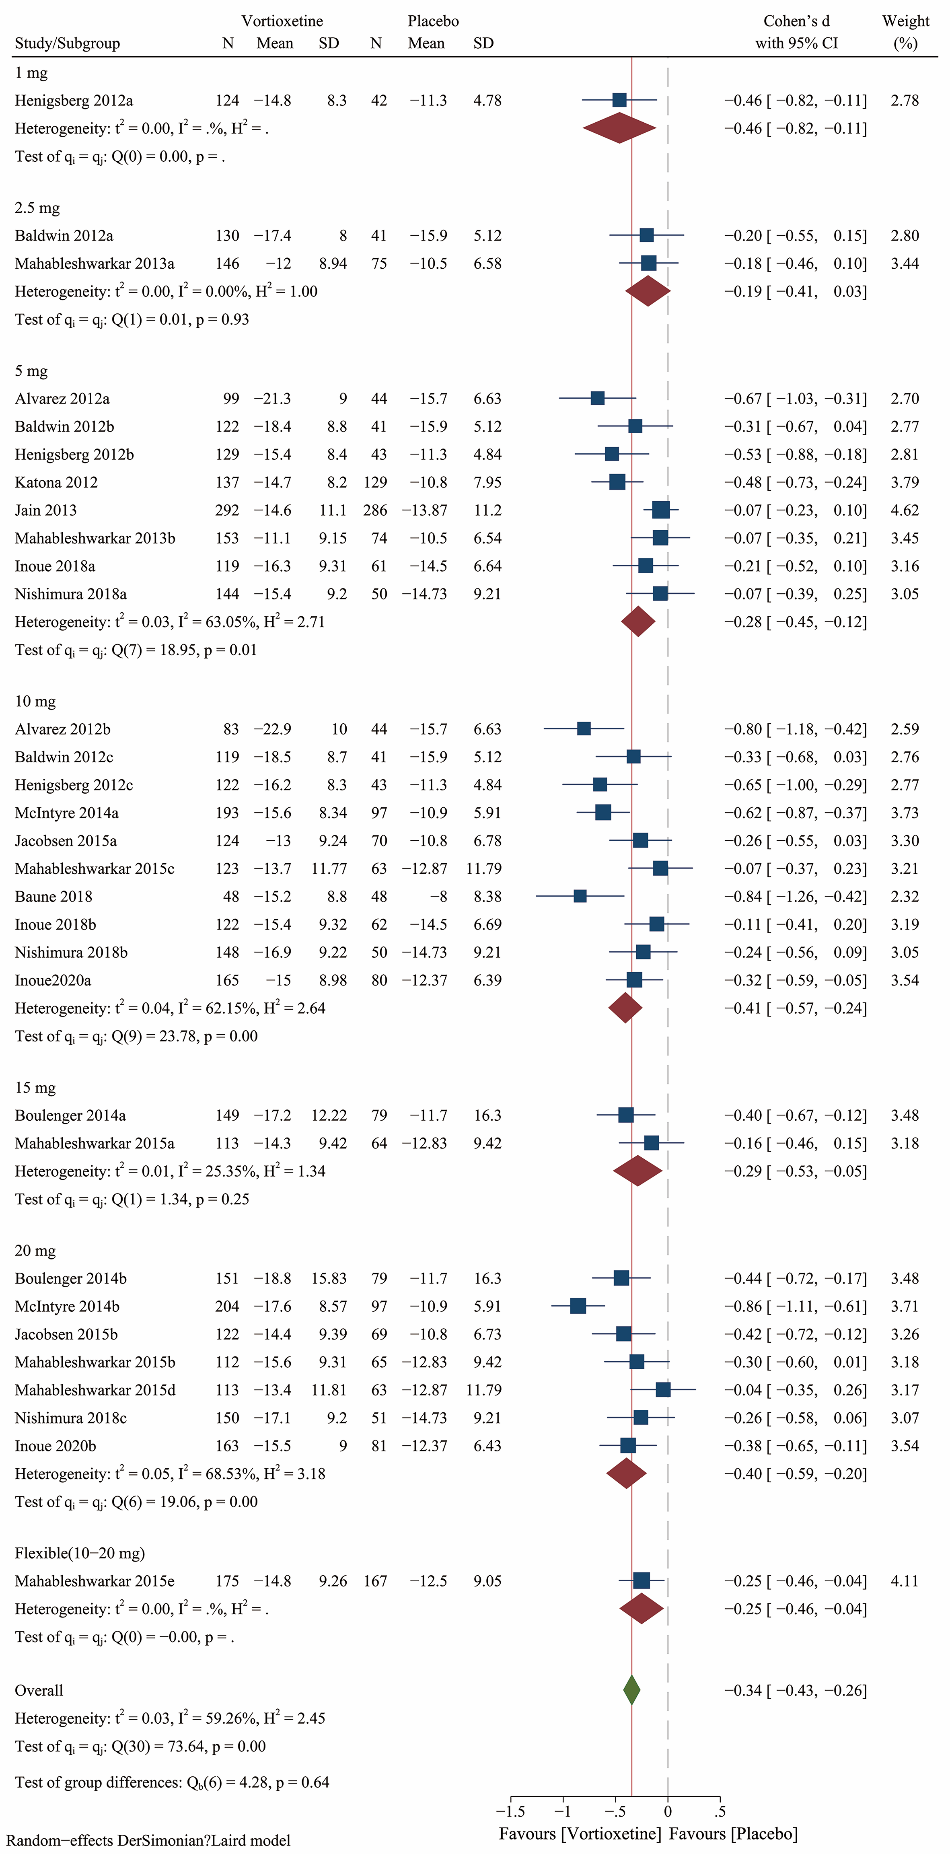 Vortioxetine Placebo Cohen's d Weight
Study/Subgroup N Mean SD N Mean SD with 95% CI (%)
1 mg
Henigsberg 2012a 124 −14.8 8.3 42 −11.3 4.78 −0.46 [ −0.82, −0.11] 2.78
Heterogeneity: t² = 0.00, I² = .%, H² = . −0.46 [ −0.82, −0.11]
Test of qᵢ = qⱼ: Q(0) = 0.00, p = .
2.5 mg
Baldwin 2012a 130 −17.4 8 41 −15.9 5.12 −0.20 [ −0.55, 0.15] 2.80
Mahableshwarkar 2013a 146 −12 8.94 75 −10.5 6.58 −0.18 [ −0.46, 0.10] 3.44
Heterogeneity: t² = 0.00, I² = 0.00%, H² = 1.00 −0.19 [ −0.41, 0.03]
Test of qᵢ = qⱼ: Q(1) = 0.01, p = 0.93
5 mg
Alvarez 2012a 99 −21.3 9 44 −15.7 6.63 −0.67 [ −1.03, −0.31] 2.70
Baldwin 2012b 122 −18.4 8.8 41 −15.9 5.12 −0.31 [ −0.67, 0.04] 2.77
Henigsberg 2012b 129 −15.4 8.4 43 −11.3 4.84 −0.53 [ −0.88, −0.18] 2.81
Katona 2012 137 −14.7 8.2 129 −10.8 7.95 −0.48 [ −0.73, −0.24] 3.79
Jain 2013 292 −14.6 11.1 286 −13.87 11.2 −0.07 [ −0.23, 0.10] 4.62
Mahableshwarkar 2013b 153 −11.1 9.15 74 −10.5 6.54 −0.07 [ −0.35, 0.21] 3.45
Inoue 2018a 119 −16.3 9.31 61 −14.5 6.64 −0.21 [ −0.52, 0.10] 3.16
Nishimura 2018a 144 −15.4 9.2 50 −14.73 9.21 −0.07 [ −0.39, 0.25] 3.05
Heterogeneity: t² = 0.03, I² = 63.05%, H² = 2.71 −0.28 [ −0.45, −0.12]
Test of qᵢ = qⱼ: Q(7) = 18.95, p = 0.01
10 mg
Alvarez 2012b 83 −22.9 10 44 −15.7 6.63 −0.80 [ −1.18, −0.42] 2.59
Baldwin 2012c 119 −18.5 8.7 41 −15.9 5.12 −0.33 [ −0.68, 0.03] 2.76
Henigsberg 2012c 122 −16.2 8.3 43 −11.3 4.84 −0.65 [ −1.00, −0.29] 2.77
McIntyre 2014a 193 −15.6 8.34 97 −10.9 5.91 −0.62 [ −0.87, −0.37] 3.73
Jacobsen 2015a 124 −13 9.24 70 −10.8 6.78 −0.26 [ −0.55, 0.03] 3.30
Mahableshwarkar 2015c 123 −13.7 11.77 63 −12.87 11.79 −0.07 [ −0.37, 0.23] 3.21
Baune 2018 48 −15.2 8.8 48 −8 8.38 −0.84 [ −1.26, −0.42] 2.32
Inoue 2018b 122 −15.4 9.32 62 −14.5 6.69 −0.11 [ −0.41, 0.20] 3.19
Nishimura 2018b 148 −16.9 9.22 50 −14.73 9.21 −0.24 [ −0.56, 0.09] 3.05
Inoue2020a 165 −15 8.98 80 −12.37 6.39 −0.32 [ −0.59, −0.05] 3.54
Heterogeneity: t² = 0.04, I² = 62.15%, H² = 2.64 −0.41 [ −0.57, −0.24]
Test of qᵢ = qⱼ: Q(9) = 23.78, p = 0.00
15 mg
Boulenger 2014a 149 −17.2 12.22 79 −11.7 16.3 −0.40 [ −0.67, −0.12] 3.48
Mahableshwarkar 2015a 113 −14.3 9.42 64 −12.83 9.42 −0.16 [ −0.46, 0.15] 3.18
Heterogeneity: t² = 0.01, I² = 25.35%, H² = 1.34 −0.29 [ −0.53, −0.05]
Test of qᵢ = qⱼ: Q(1) = 1.34, p = 0.25
20 mg
Boulenger 2014b 151 −18.8 15.83 79 −11.7 16.3 −0.44 [ −0.72, −0.17] 3.48
McIntyre 2014b 204 −17.6 8.57 97 −10.9 5.91 −0.86 [ −1.11, −0.61] 3.71
Jacobsen 2015b 122 −14.4 9.39 69 −10.8 6.73 −0.42 [ −0.72, −0.12] 3.26
Mahableshwarkar 2015b 112 −15.6 9.31 65 −12.83 9.42 −0.30 [ −0.60, 0.01] 3.18
Mahableshwarkar 2015d 113 −13.4 11.81 63 −12.87 11.79 −0.04 [ −0.35, 0.26] 3.17
Nishimura 2018c 150 −17.1 9.2 51 −14.73 9.21 −0.26 [ −0.58, 0.06] 3.07
Inoue 2020b 163 −15.5 9 81 −12.37 6.43 −0.38 [ −0.65, −0.11] 3.54
Heterogeneity: t² = 0.05, I² = 68.53%, H² = 3.18 −0.40 [ −0.59, −0.20]
Test of qᵢ = qⱼ: Q(6) = 19.06, p = 0.00
Flexible(10−20 mg)
Mahableshwarkar 2015e 175 −14.8 9.26 167 −12.5 9.05 −0.25 [ −0.46, −0.04] 4.11
Heterogeneity: t² = 0.00, I² = .%, H² = . −0.25 [ −0.46, −0.04]
Test of qᵢ = qⱼ: Q(0) = −0.00, p = .
Overall −0.34 [ −0.43, −0.26]
Heterogeneity: t² = 0.03, I² = 59.26%, H² = 2.45
Test of qᵢ = qⱼ: Q(30) = 73.64, p = 0.00
Test of group differences: Q_b(6) = 4.28, p = 0.64
−1.5 −1 −.5 0 .5
Favours [Vortioxetine] Favours [Placebo]
Random−effects DerSimonian?Laird model